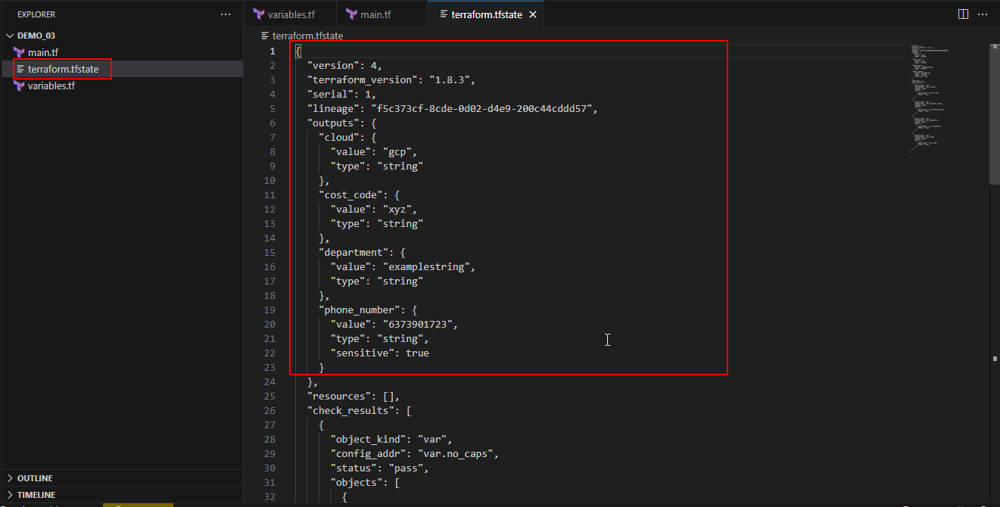 EXPLORER
DEMO_03
main.tf
terraform.tfstate
variables.tf
OUTLINE
TIMELINE
variables.tf
main.tf
terraform.tfstate
terraform.tfstate
1 {
2 "version": 4,
3 "terraform_version": "1.8.3",
4 "serial": 1,
5 "lineage": "f5c373cf-8cde-0d02-d4e9-200c44cddd57",
6 "outputs": {
7 "cloud": {
8 "value": "gcp",
9 "type": "string"
10 },
11 "cost_code": {
12 "value": "xyz",
13 "type": "string"
14 },
15 "department": {
16 "value": "examplestring",
17 "type": "string"
18 },
19 "phone_number": {
20 "value": "6373901723",
21 "type": "string",
22 "sensitive": true
23 }
24 },
25 "resources": [],
26 "check_results": [
27 {
28 "object_kind": "var",
29 "config_addr": "var.no_caps",
30 "status": "pass",
31 "objects": [
32 {